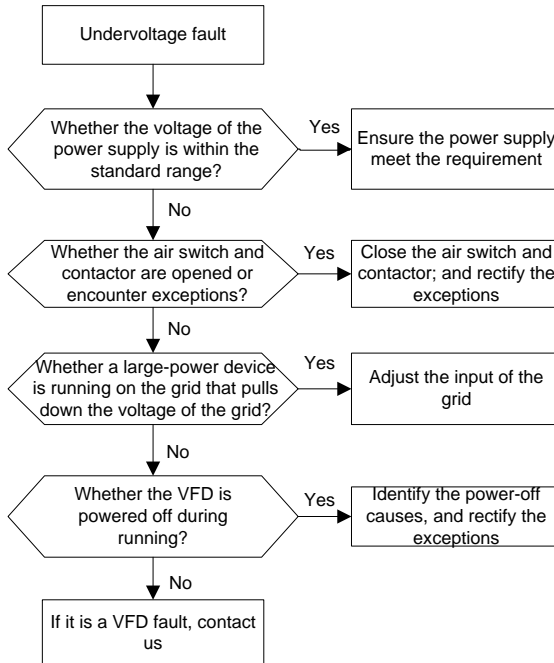 Undervoltage fault
Whether the voltage of the
power supply is within the
standard range?
Yes
Ensure the power supply
meet the requirement
No
Whether the air switch and
contactor are opened or
encounter exceptions?
Yes
Close the air switch and
contactor; and rectify the
exceptions
No
Whether a large-power device
is running on the grid that pulls
down the voltage of the grid?
Yes
Adjust the input of the
grid
No
Whether the VFD is
powered off during
running?
Yes
Identify the power-off
causes, and rectify the
exceptions
No
If it is a VFD fault, contact
us